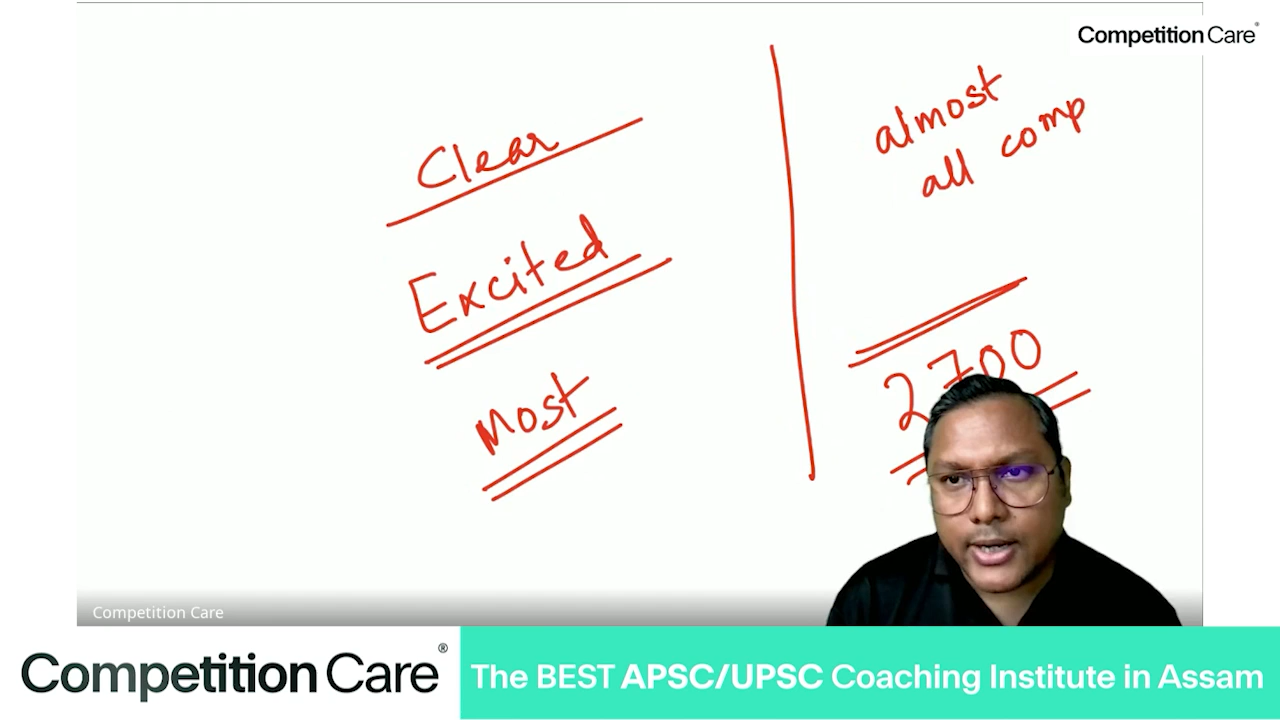 Competition Care®
Clear
Excited
Most
almost
all comp
2700
Competition Care
Competition Care®
The BEST APSC/UPSC Coaching Institute in Assam